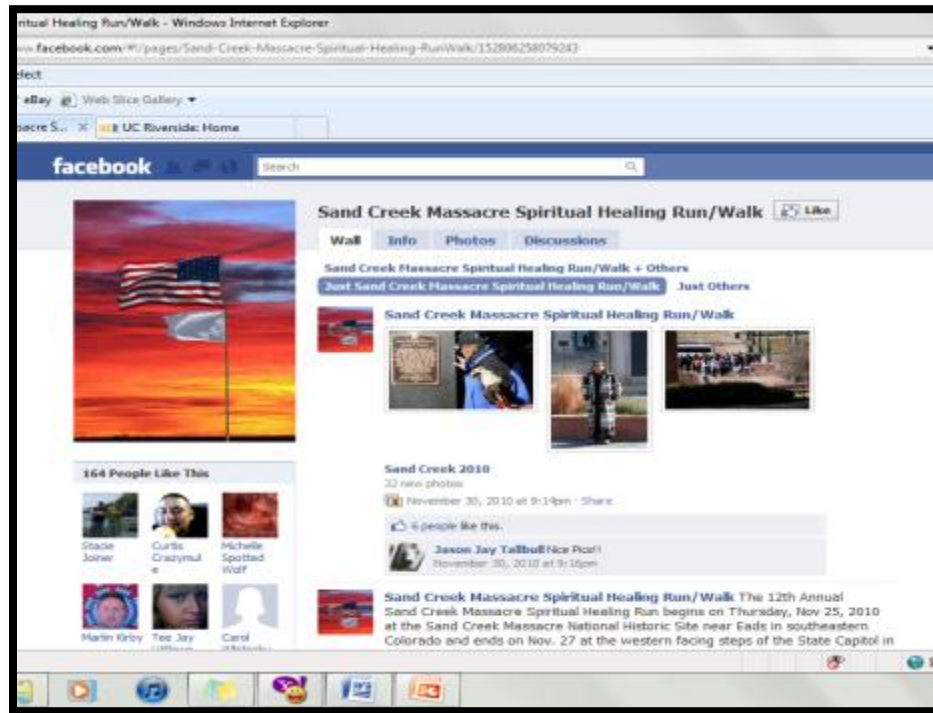 ritual Healing Run/Walk - Windows Internet Explorer
facebook.com/#!/pages/Sand-Creek-Massacre-Spiritual-Healing-RunWalk/152806258079243
elect
eBay Web Slice Gallery
sacre S... UC Riverside: Home
facebook Search
Sand Creek Massacre Spiritual Healing Run/Walk Like
Wall Info Photos Discussions
Sand Creek Massacre Spiritual Healing Run/Walk + Others
Just Sand Creek Massacre Spiritual Healing Run/Walk Just Others
Sand Creek Massacre Spiritual Healing Run/Walk
Sand Creek 2010
32 new photos
November 30, 2010 at 9:14pm · Share
6 people like this.
Jason Jay Tallbull Nice Pics!!
November 30, 2010 at 9:16pm
164 People Like This
Stacie Joiner
Curtis Crazymule
Michelle Spotted Wolf
Martin Kirby
Tee Jay
Carol
Sand Creek Massacre Spiritual Healing Run/Walk The 12th Annual
Sand Creek Massacre Spiritual Healing Run begins on Thursday, Nov 25, 2010
at the Sand Creek Massacre National Historic Site near Eads in southeastern
Colorado and ends on Nov. 27 at the western facing steps of the State Capitol in